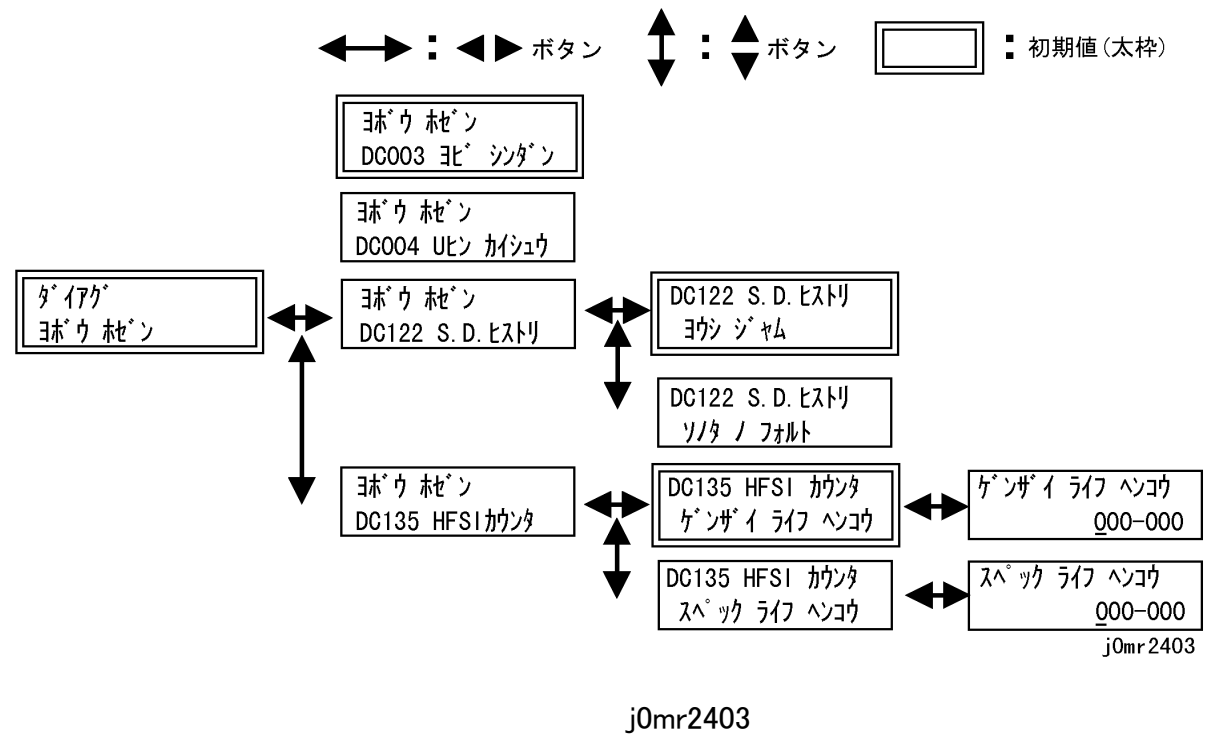 : ボタン
: ボタン
: 初期値(太枠)
ﾖﾎﾞｳ ﾎｾﾞﾝ
DC003 ﾖﾋﾞ ｼﾝﾀﾞﾝ
ﾖﾎﾞｳ ﾎｾﾞﾝ
DC004 Uﾋﾝ ｶｲｼｭｳ
ﾀﾞｲｱｸﾞ
ﾖﾎﾞｳ ﾎｾﾞﾝ
ﾖﾎﾞｳ ﾎｾﾞﾝ
DC122 S.D.ﾋｽﾄﾘ
DC122 S.D.ﾋｽﾄﾘ
ﾖｳｼ ｼﾞｬﾑ
DC122 S.D.ﾋｽﾄﾘ
ｿﾉﾀ ﾉ ﾌｫﾙﾄ
ﾖﾎﾞｳ ﾎｾﾞﾝ
DC135 HFSIｶｳﾝﾀ
DC135 HFSI ｶｳﾝﾀ
ｹﾞﾝｻﾞｲ ﾗｲﾌ ﾍﾝｺｳ
ｹﾞﾝｻﾞｲ ﾗｲﾌ ﾍﾝｺｳ
000-000
DC135 HFSI ｶｳﾝﾀ
ｽﾍﾟｯｸ ﾗｲﾌ ﾍﾝｺｳ
ｽﾍﾟｯｸ ﾗｲﾌ ﾍﾝｺｳ
000-000
j0mr2403
j0mr2403